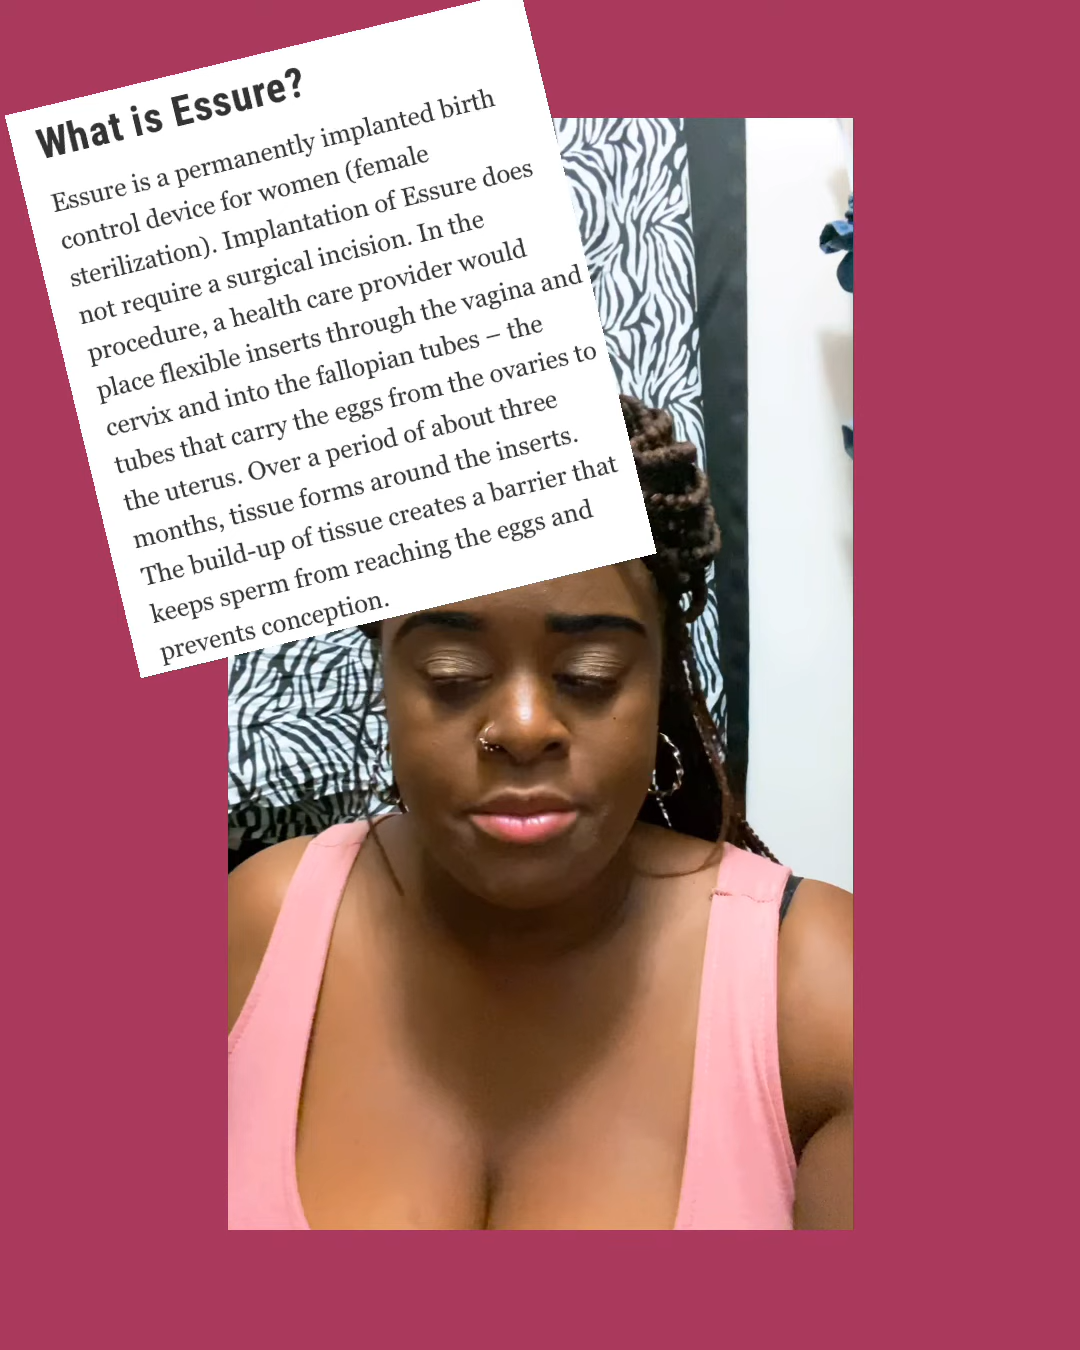 What is Essure?
Essure is a permanently implanted birth
control device for women (female
sterilization). Implantation of Essure does
not require a surgical incision. In the
procedure, a health care provider would
place flexible inserts through the vagina and
cervix and into the fallopian tubes – the
tubes that carry the eggs from the ovaries to
the uterus. Over a period of about three
months, tissue forms around the inserts.
The build-up of tissue creates a barrier that
keeps sperm from reaching the eggs and
prevents conception.